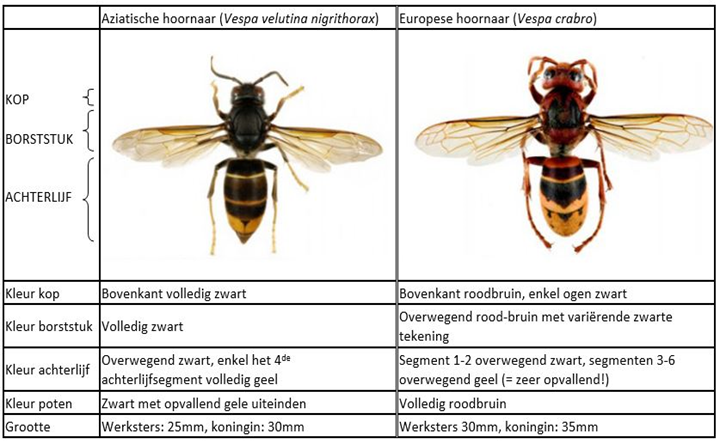 Aziatische hoornaar (Vespa velutina nigrithorax)
Europese hoornaar (Vespa crabro)
KOP
BORSTSTUK
ACHTERLIJF
Kleur kop
Bovenkant volledig zwart
Bovenkant roodbruin, enkel ogen zwart
Kleur borststuk
Volledig zwart
Overwegend rood-bruin met variërende zwarte
tekening
Kleur achterlijf
Overwegend zwart, enkel het 4de
achterlijfsegment volledig geel
Segment 1-2 overwegend zwart, segmenten 3-6
overwegend geel (= zeer opvallend!)
Kleur poten
Zwart met opvallend gele uiteinden
Volledig roodbruin
Grootte
Werksters: 25mm, koningin: 30mm
Werksters 30mm, koningin: 35mm